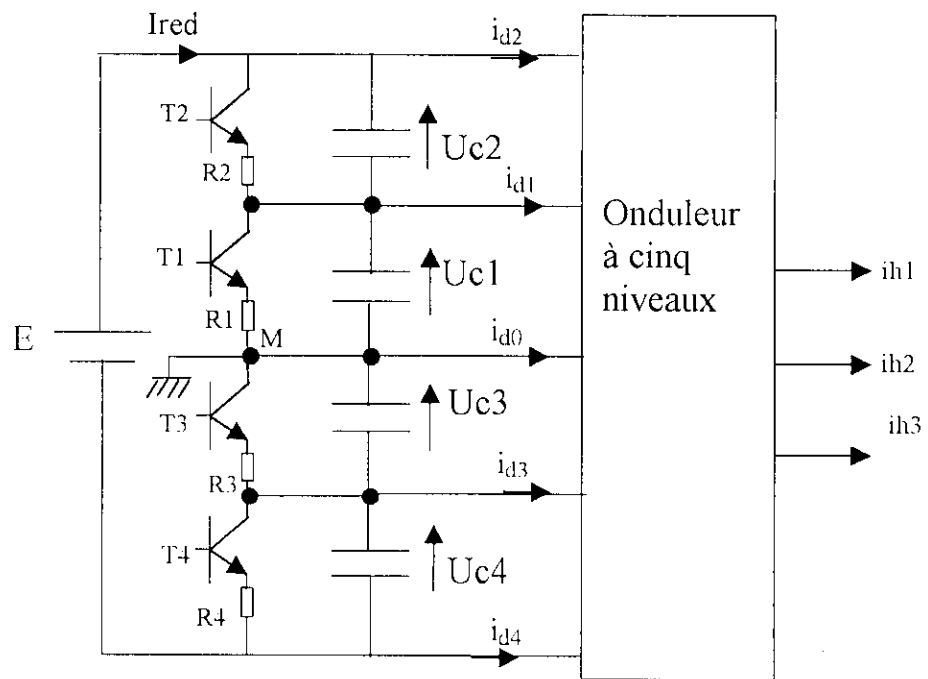 Ired
id2
T2
R2
Uc2
id1
Onduleur
à cinq
niveaux
T1
R1
Uc1
ih1
E
M
id0
ih2
T3
R3
Uc3
ih3
id3
T4
R4
Uc4
id4